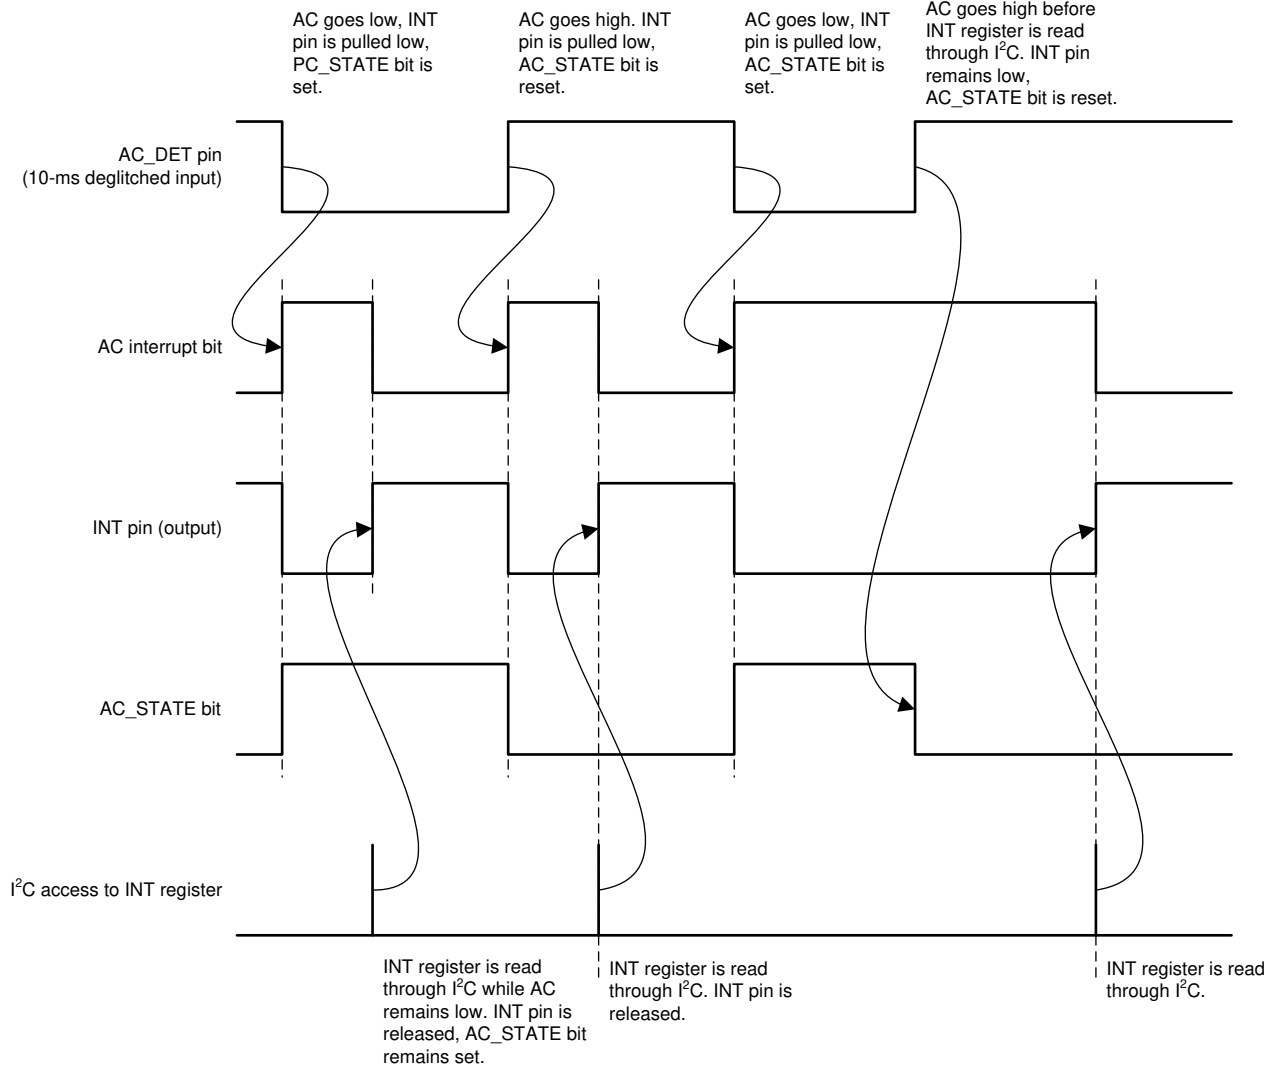 AC goes low, INT
pin is pulled low,
PC_STATE bit is
set.
AC goes high. INT
pin is pulled low,
AC_STATE bit is
reset.
AC goes low, INT
pin is pulled low,
AC_STATE bit is
set.
AC goes high before
INT register is read
through I²C. INT pin
remains low,
AC_STATE bit is reset.
AC_DET pin
(10-ms deglitched input)
AC interrupt bit
INT pin (output)
AC_STATE bit
I²C access to INT register
INT register is read
through I²C while AC
remains low. INT pin is
released, AC_STATE bit
remains set.
INT register is read
through I²C. INT pin is
released.
INT register is read
through I²C.